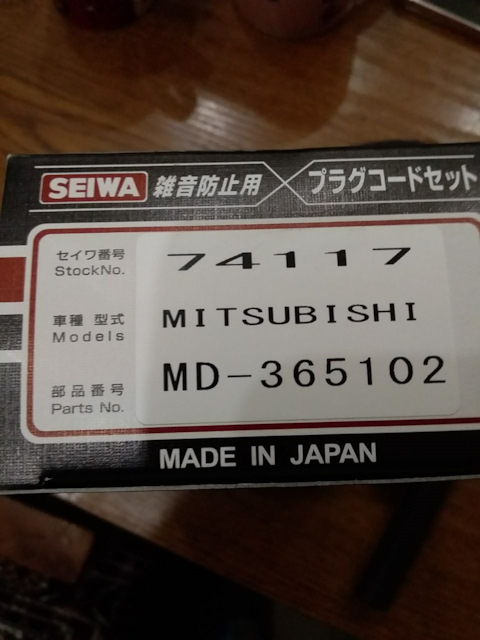 SEIWA 雑音防止用 プラグコードセット
セイワ番号 74117
StockNo.
車種 型式 MITSUBISHI
Models
部品番号 MD-365102
Parts No.
MADE IN JAPAN